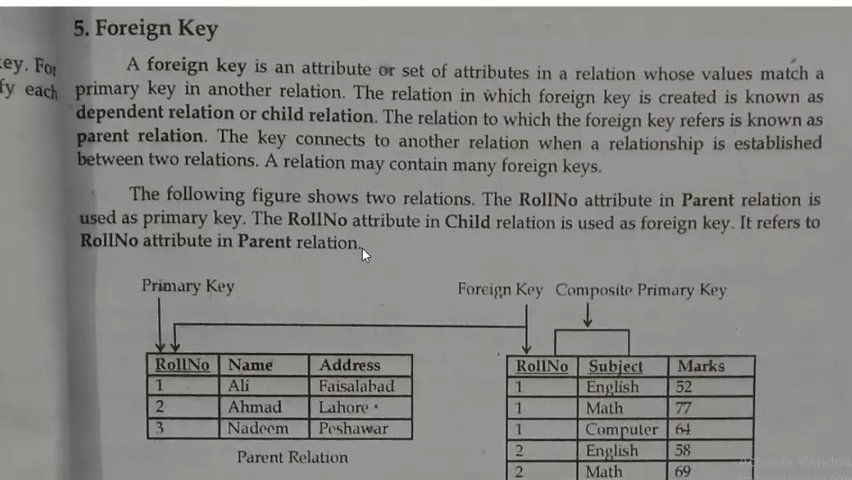 5. Foreign Key
key. For
A foreign key is an attribute or set of attributes in a relation whose values match a
fy each
primary key in another relation. The relation in which foreign key is created is known as
dependent relation or child relation. The relation to which the foreign key refers is known as
parent relation. The key connects to another relation when a relationship is established
between two relations. A relation may contain many foreign keys.
The following figure shows two relations. The RollNo attribute in Parent relation is
used as primary key. The RollNo attribute in Child relation is used as foreign key. It refers to
RollNo attribute in Parent relation.
Primary Key
Foreign Key Composite Primary Key
RollNo Name Address
1 Ali Faisalabad
2 Ahmad Lahore
3 Nadeem Peshawar
Parent Relation
RollNo Subject Marks
1 English 52
1 Math 77
1 Computer 64
2 English 58
2 Math 69
Activate Windows